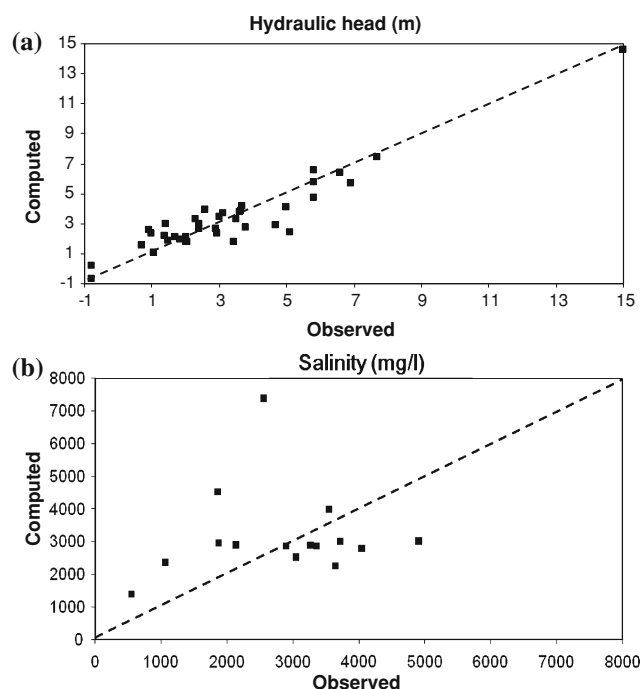 Hydraulic head (m)
(a)
15
13
11
9
7
5
3
1
-1
Computed
-1 1 3 5 7 9 11 13 15
Observed
(b)
Salinity (mg/l)
8000
7000
6000
5000
4000
3000
2000
1000
0
Computed
0 1000 2000 3000 4000 5000 6000 7000 8000
Observed